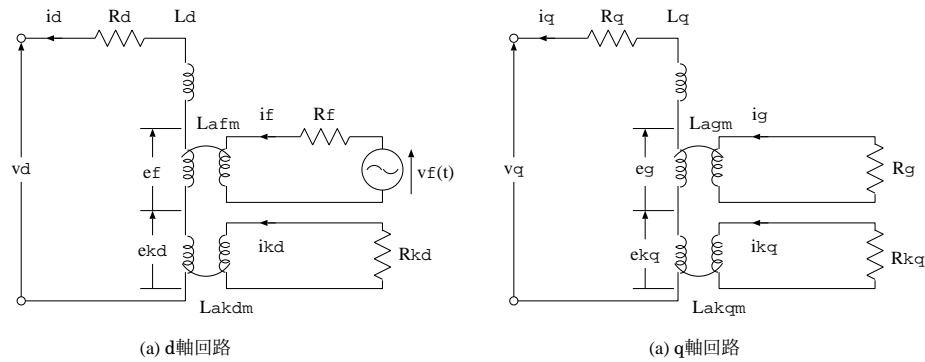 id Rd Ld
Lafm if Rf
vd ef vf(t)
ekd ikd Rkd
Lakdm
(a) d軸回路
iq Rq Lq
Lagm ig
vq eg Rg
ekq ikq Rkq
Lakqm
(a) q軸回路